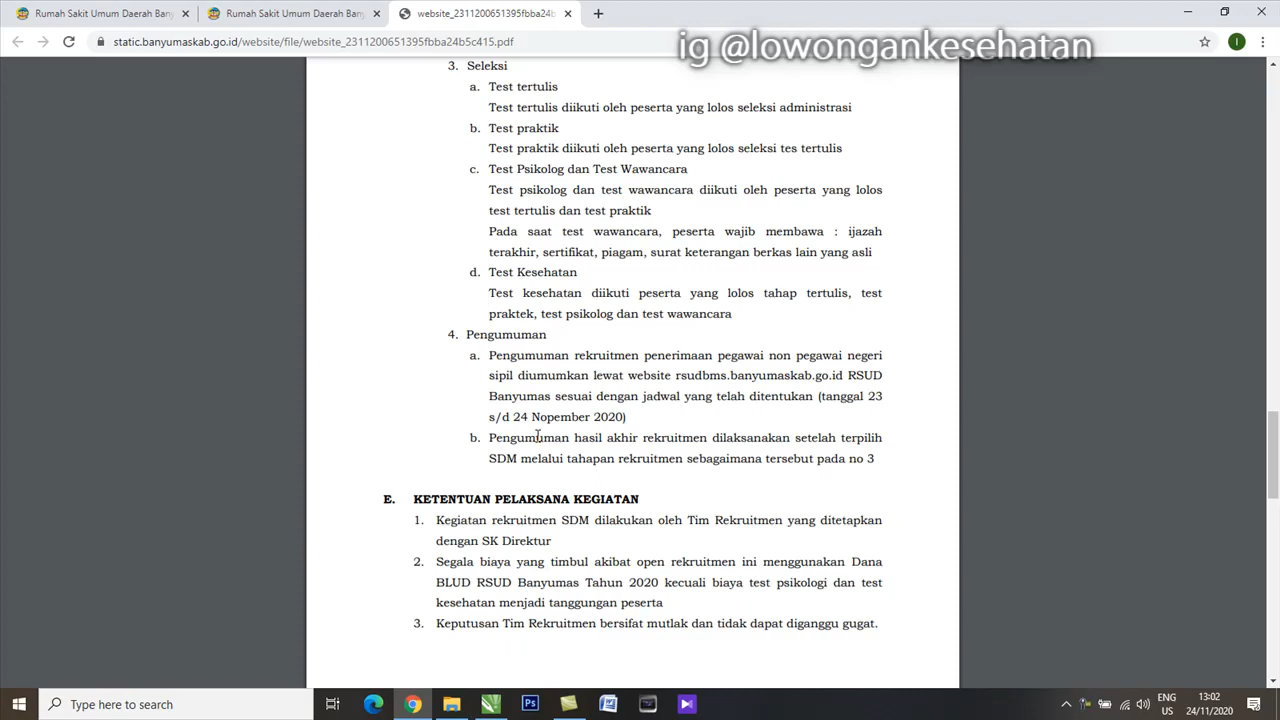 Rumah Sakit Umum Daerah Bany
Rumah Sakit Umum Daerah Bany
website_2311200651395fbba24b
static.banyumaskab.go.id/website/file/website_2311200651395fbba24b5c415.pdf
ig @lowongankesehatan
I
3. Seleksi
a. Test tertulis
Test tertulis diikuti oleh peserta yang lolos seleksi administrasi
b. Test praktik
Test praktik diikuti oleh peserta yang lolos seleksi tes tertulis
c. Test Psikolog dan Test Wawancara
Test psikolog dan test wawancara diikuti oleh peserta yang lolos
test tertulis dan test praktik
Pada saat test wawancara, peserta wajib membawa : ijazah
terakhir, sertifikat, piagam, surat keterangan berkas lain yang asli
d. Test Kesehatan
Test kesehatan diikuti peserta yang lolos tahap tertulis, test
praktek, test psikolog dan test wawancara
4. Pengumuman
a. Pengumuman rekruitmen penerimaan pegawai non pegawai negeri
sipil diumumkan lewat website rsudbms.banyumaskab.go.id RSUD
Banyumas sesuai dengan jadwal yang telah ditentukan (tanggal 23
s/d 24 Nopember 2020)
b. Pengumuman hasil akhir rekruitmen dilaksanakan setelah terpilih
SDM melalui tahapan rekruitmen sebagaimana tersebut pada no 3
E. KETENTUAN PELAKSANA KEGIATAN
1. Kegiatan rekruitmen SDM dilakukan oleh Tim Rekruitmen yang ditetapkan
dengan SK Direktur
2. Segala biaya yang timbul akibat open rekruitmen ini menggunakan Dana
BLUD RSUD Banyumas Tahun 2020 kecuali biaya test psikologi dan test
kesehatan menjadi tanggungan peserta
3. Keputusan Tim Rekruitmen bersifat mutlak dan tidak dapat diganggu gugat.
Type here to search
Ps
ENG
US
13:02
24/11/2020